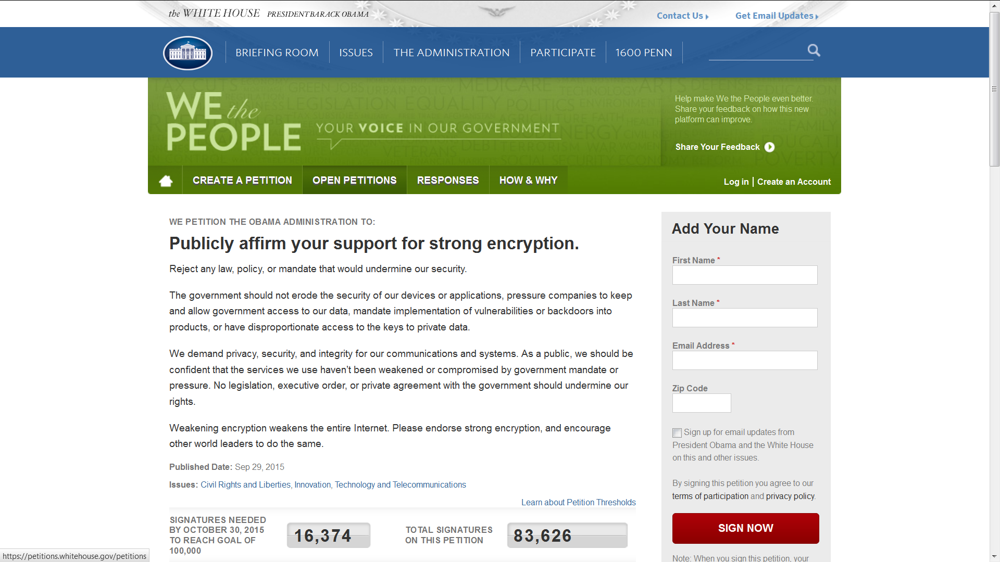 the WHITE HOUSE PRESIDENT BARACK OBAMA
Contact Us
Get Email Updates
BRIEFING ROOM
ISSUES
THE ADMINISTRATION
PARTICIPATE
1600 PENN
WE the
PEOPLE
YOUR VOICE IN OUR GOVERNMENT
Help make We the People even better.
Share your feedback on how this new
platform can improve.
Share Your Feedback
CREATE A PETITION
OPEN PETITIONS
RESPONSES
HOW & WHY
Log in | Create an Account
WE PETITION THE OBAMA ADMINISTRATION TO:
Publicly affirm your support for strong encryption.
Reject any law, policy, or mandate that would undermine our security.
The government should not erode the security of our devices or applications, pressure companies to keep
and allow government access to our data, mandate implementation of vulnerabilities or backdoors into
products, or have disproportionate access to the keys to private data.
We demand privacy, security, and integrity for our communications and systems. As a public, we should be
confident that the services we use haven’t been weakened or compromised by government mandate or
pressure. No legislation, executive order, or private agreement with the government should undermine our
rights.
Weakening encryption weakens the entire Internet. Please endorse strong encryption, and encourage
other world leaders to do the same.
Published Date: Sep 29, 2015
Issues: Civil Rights and Liberties, Innovation, Technology and Telecommunications
Learn about Petition Thresholds
SIGNATURES NEEDED
BY OCTOBER 30, 2015
TO REACH GOAL OF
100,000
16,374
TOTAL SIGNATURES
ON THIS PETITION
83,626
Add Your Name
First Name *
Last Name *
Email Address *
Zip Code
Sign up for email updates from
President Obama and the White House
on this and other issues.
By signing this petition you agree to our
terms of participation and privacy policy.
SIGN NOW
Note: When you sign this petition, your
https://petitions.whitehouse.gov/petitions